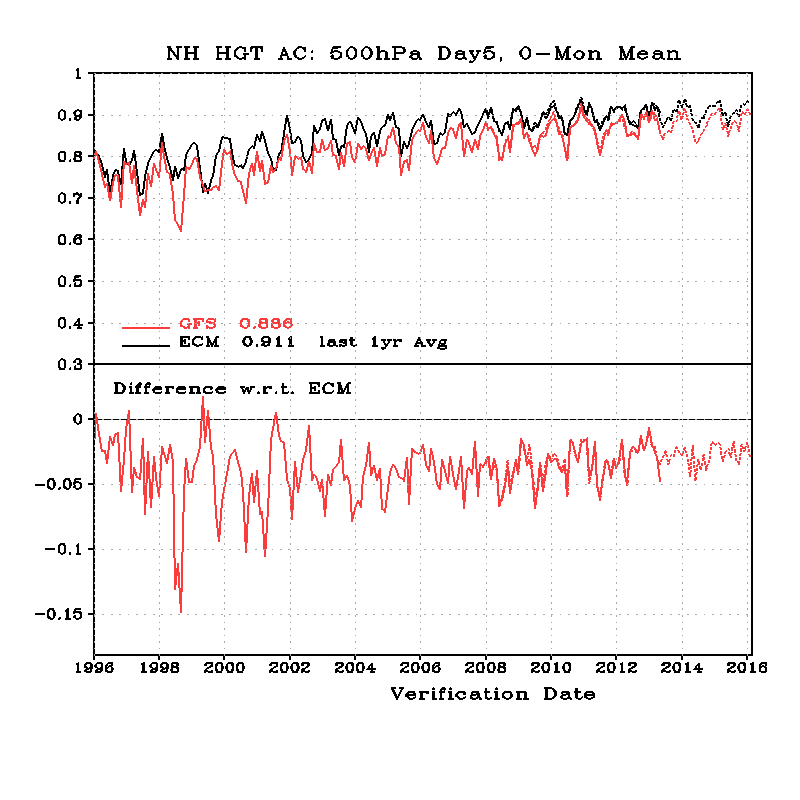 NH HGT AC: 500hPa Day5, 0-Mon Mean
1
0.9
0.8
0.7
0.6
0.5
0.4
0.3
GFS 0.886
ECM 0.911 last 1yr Avg
Difference w.r.t. ECM
0
-0.05
-0.1
-0.15
1996 1998 2000 2002 2004 2006 2008 2010 2012 2014 2016
Verification Date